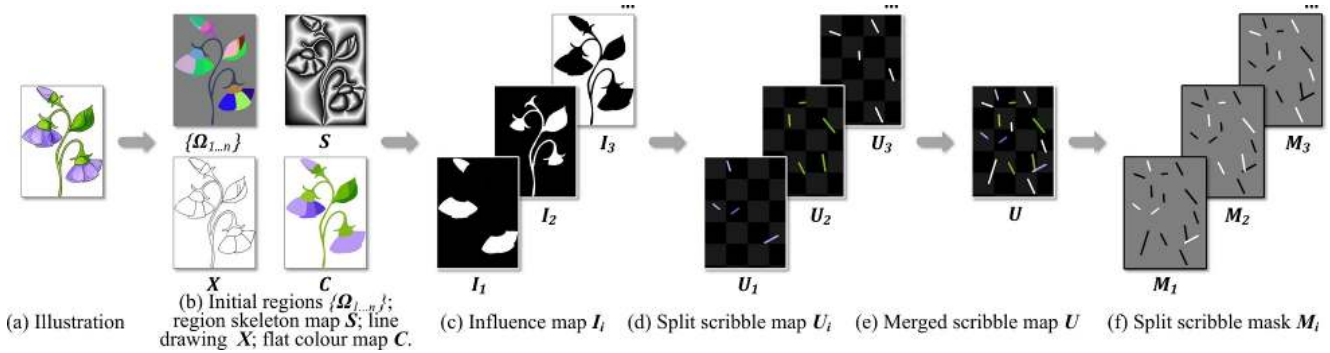 ...
...
...
I3
U3
M3
{Ω1...n}
S
I2
U2
U
M2
X
C
I1
U1
M1
(a) Illustration
(b) Initial regions {Ω1...n};
region skeleton map S; line
drawing X; flat colour map C.
(c) Influence map Ii
(d) Split scribble map Ui
(e) Merged scribble map U
(f) Split scribble mask Mi